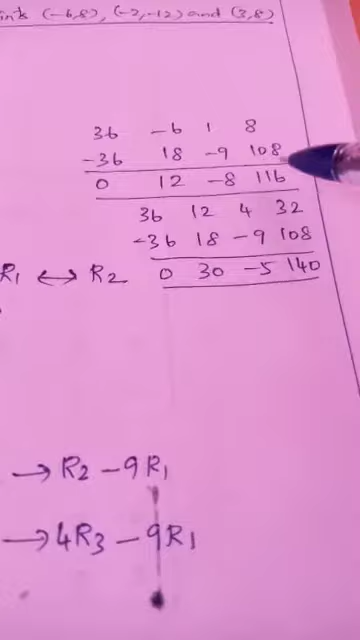 (-6,8), (-2,-12) and (3,8)
36 -6 1 8
-36 18 -9 108
0 12 -8 116
36 12 4 32
-36 18 -9 108
R1 ↔ R2 0 30 -5 140
→ R2 - 9R1
→ 4R3 - 9R1